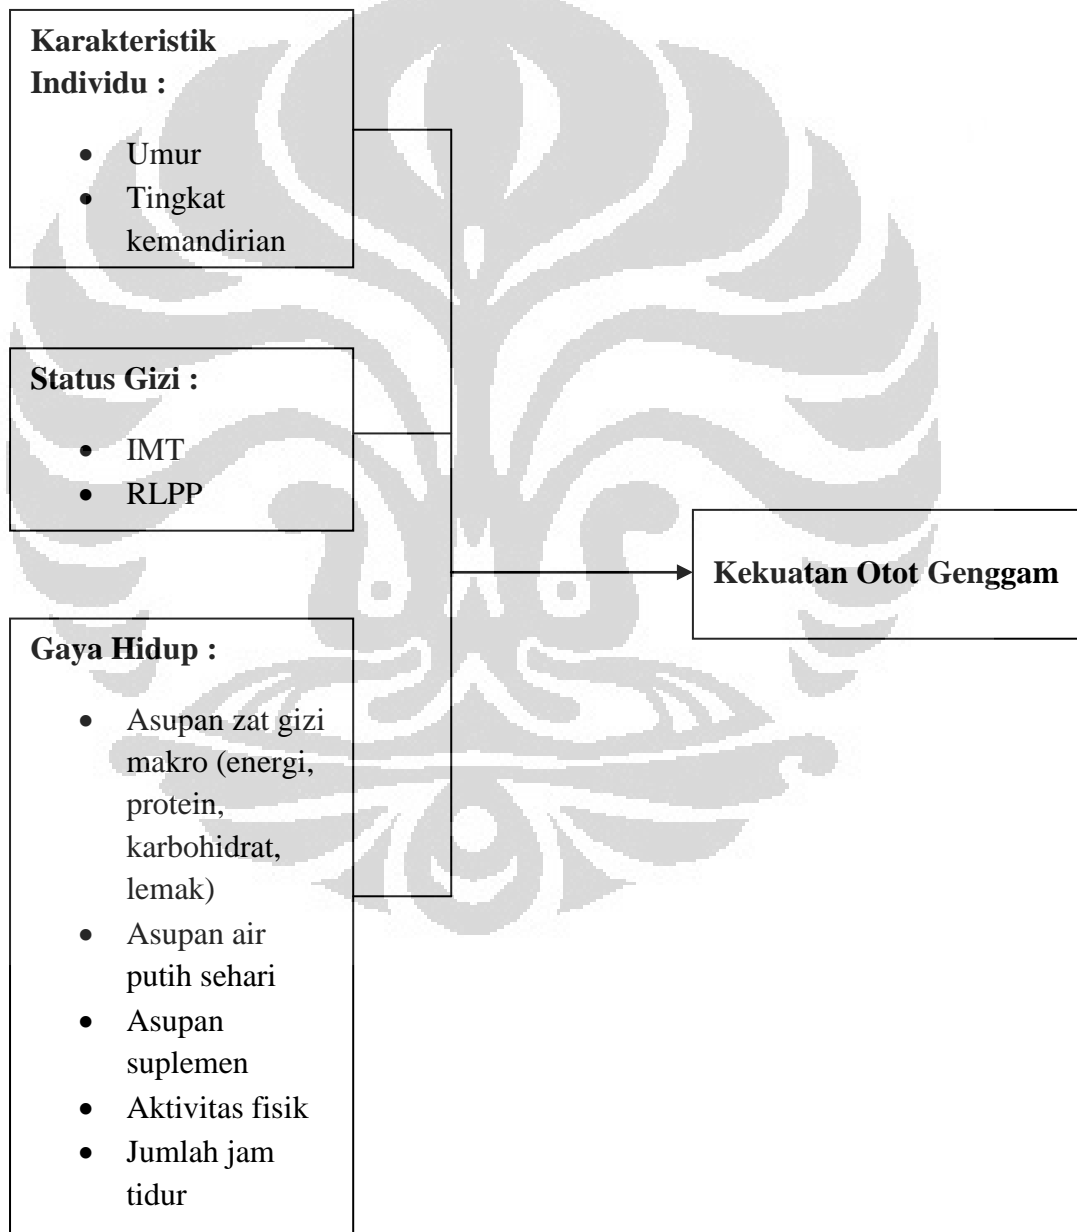 Karakteristik
Individu :
• Umur
• Tingkat
kemandirian
Status Gizi :
• IMT
• RLPP
Kekuatan Otot Genggam
Gaya Hidup :
• Asupan zat gizi
makro (energi,
protein,
karbohidrat,
lemak)
• Asupan air
putih sehari
• Asupan
suplemen
• Aktivitas fisik
• Jumlah jam
tidur